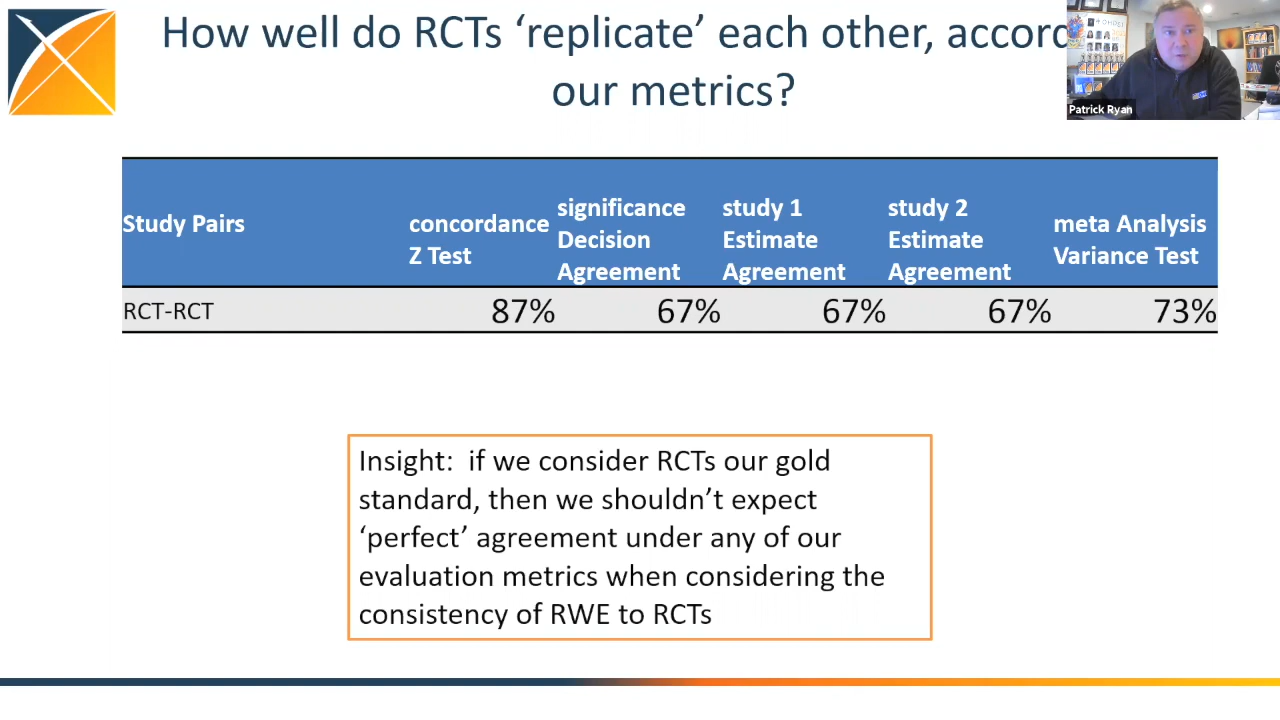 How well do RCTs ‘replicate’ each other, accord
our metrics?
Patrick Ryan
Study Pairs
concordance
Z Test
significance
Decision
Agreement
study 1
Estimate
Agreement
study 2
Estimate
Agreement
meta Analysis
Variance Test
RCT-RCT 87% 67% 67% 67% 73%
Insight:  if we consider RCTs our gold
standard, then we shouldn’t expect
‘perfect’ agreement under any of our
evaluation metrics when considering the
consistency of RWE to RCTs